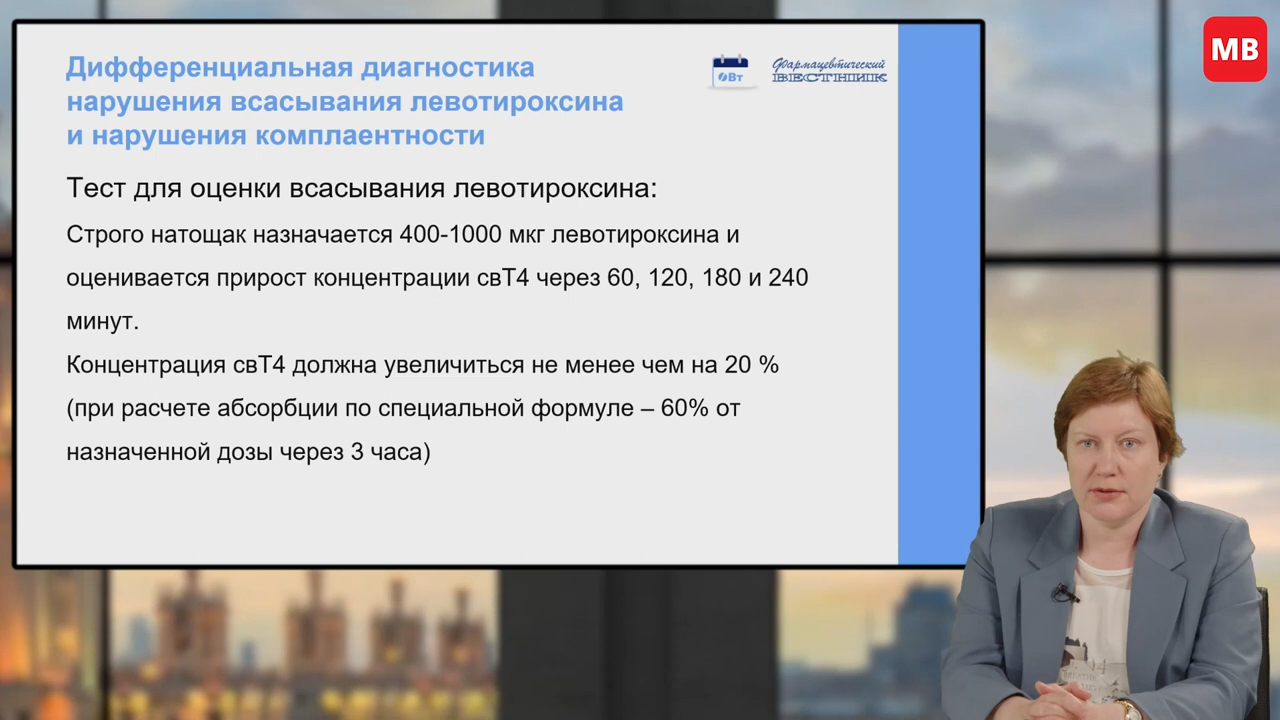 Дифференциальная диагностика
нарушения всасывания левотироксина
и нарушения комплаентности
ФВт
Фармацевтический
ВЕСТНИК
МВ
Тест для оценки всасывания левотироксина:
Строго натощак назначается 400-1000 мкг левотироксина и
оценивается прирост концентрации свТ4 через 60, 120, 180 и 240
минут.
Концентрация свТ4 должна увеличиться не менее чем на 20 %
(при расчете абсорбции по специальной формуле – 60% от
назначенной дозы через 3 часа)